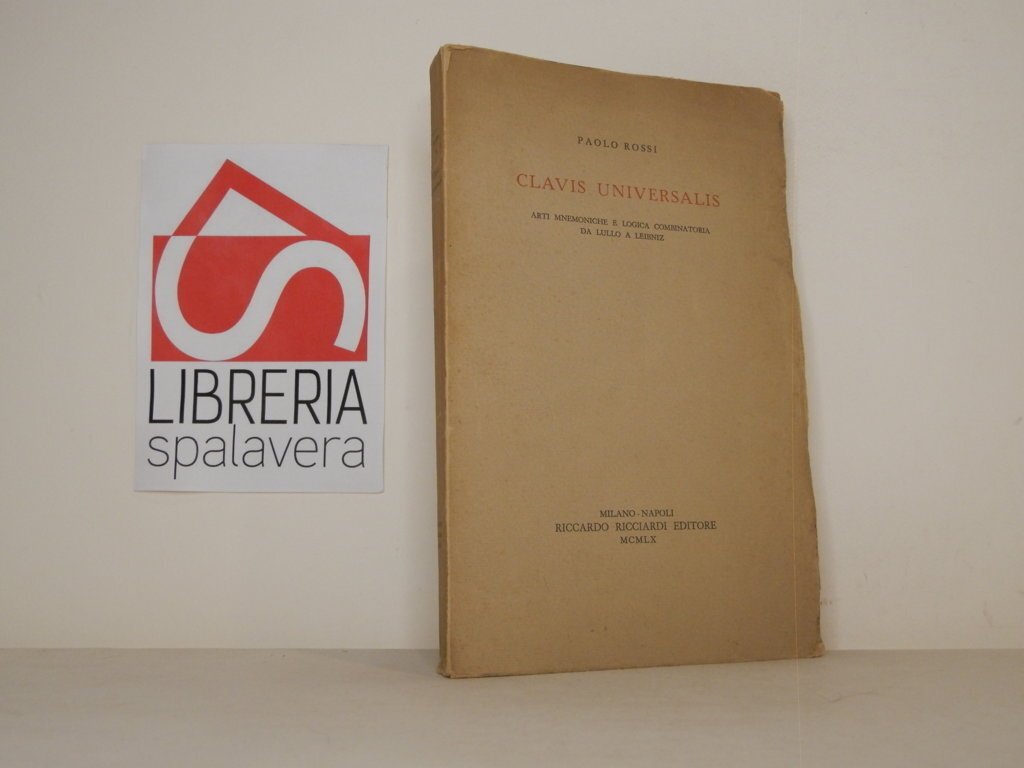 LIBRERIA
spalavera
PAOLO ROSSI
CLAVIS UNIVERSALIS
ARTI MNEMONICHE E LOGICA COMBINATORIA
DA LULLO A LEIBNIZ
MILANO - NAPOLI
RICCARDO RICCIARDI EDITORE
MCMLX